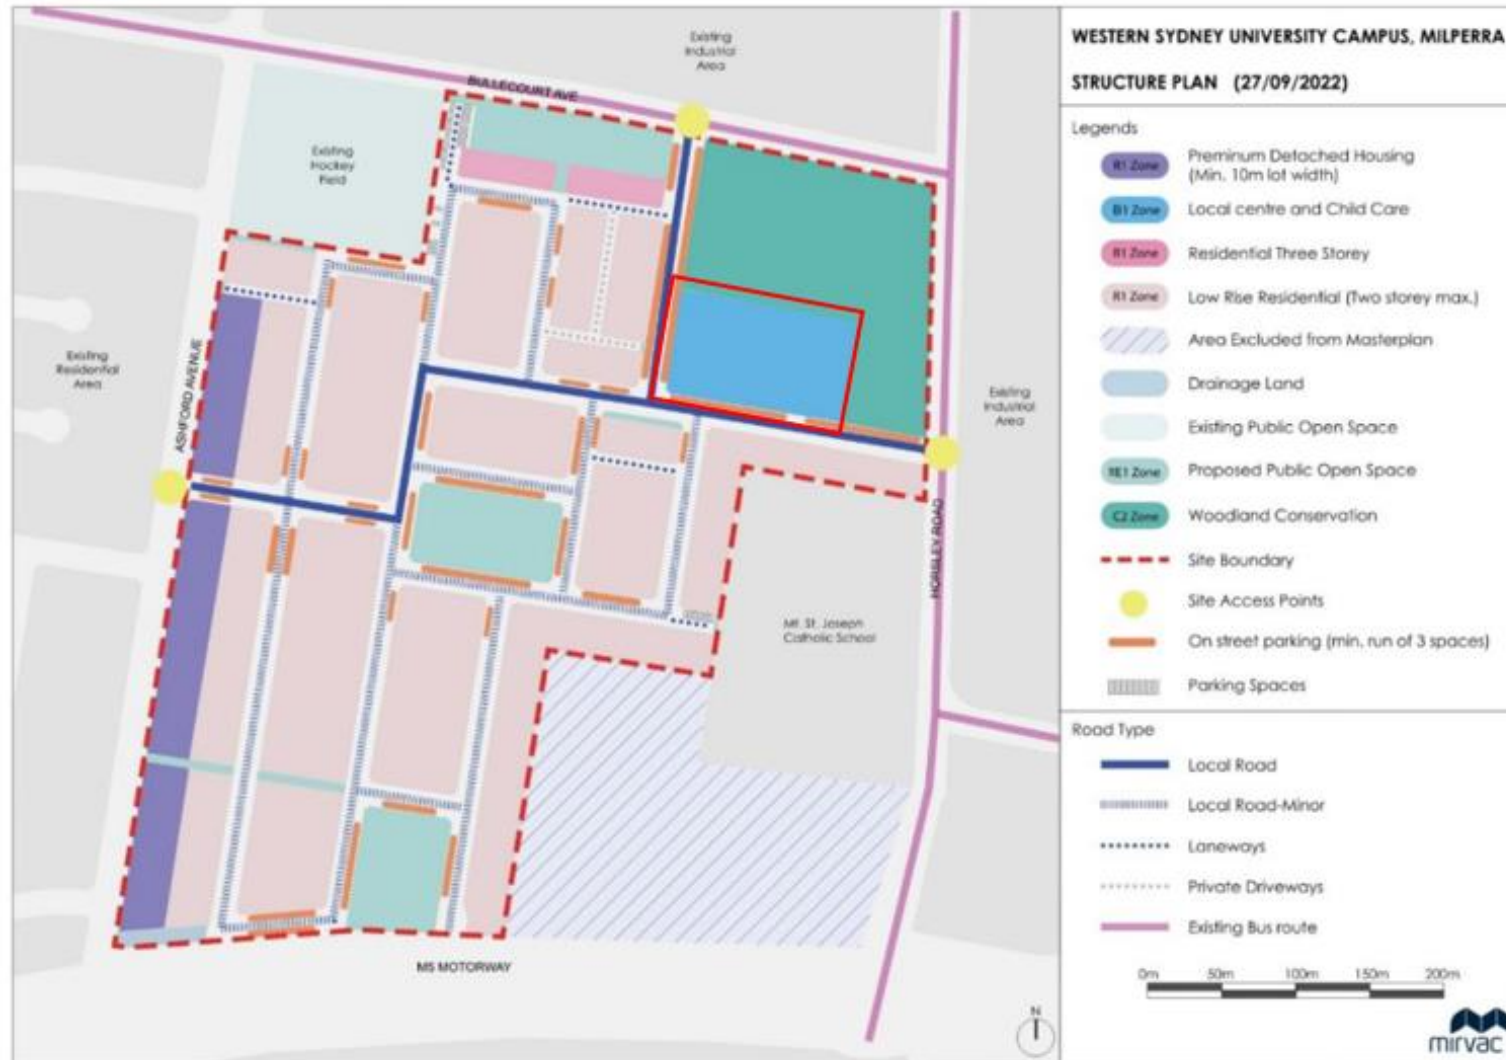 WESTERN SYDNEY UNIVERSITY CAMPUS, MILPERRA
STRUCTURE PLAN (27/09/2022)
Legends
R1 Zone Preminum Detached Housing
(Min. 10m lot width)
B1 Zone Local centre and Child Care
R1 Zone Residential Three Storey
R1 Zone Low Rise Residential (Two storey max.)
Area Excluded from Masterplan
Drainage Land
Existing Public Open Space
RE1 Zone Proposed Public Open Space
C2 Zone Woodland Conservation
Site Boundary
Site Access Points
On street parking (min. run of 3 spaces)
Parking Spaces
Road Type
Local Road
Local Road-Minor
Laneways
Private Driveways
Existing Bus route
0m 50m 100m 150m 200m
mirvac
Existing
Industrial
Area
BULLECOURT AVE
Existing
Hockey
Field
Existing
Residential
Area
ASHFORD AVENUE
Existing
Industrial
Area
HORSLEY ROAD
Mt. St. Joseph
Catholic School
M5 MOTORWAY
N